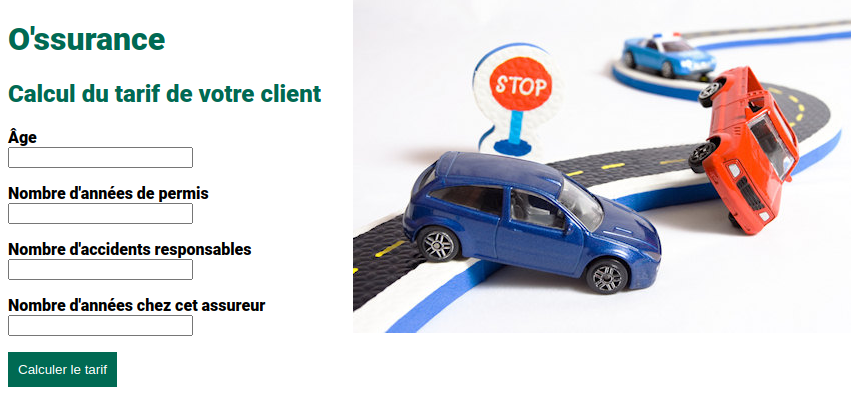 O'ssurance
Calcul du tarif de votre client
Âge
Nombre d'années de permis
Nombre d'accidents responsables
Nombre d'années chez cet assureur
Calculer le tarif
STOP